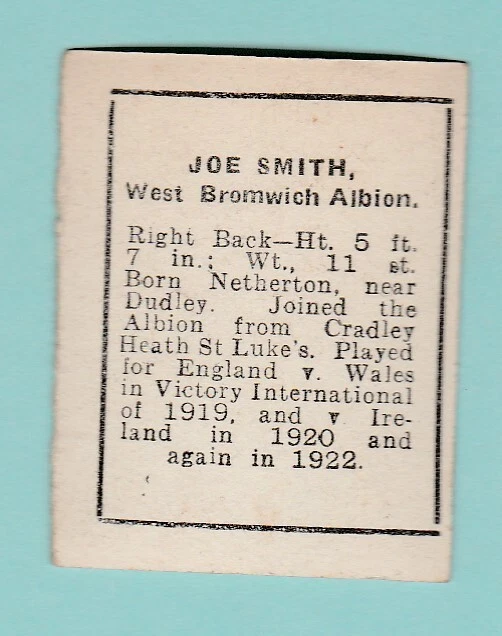 JOE SMITH,
West Bromwich Albion.
Right Back—Ht. 5 ft.
7 in.; Wt., 11 st.
Born Netherton, near
Dudley. Joined the
Albion from Cradley
Heath St Luke's. Played
for England v. Wales
in Victory International
of 1919, and v Ire-
land in 1920 and
again in 1922.